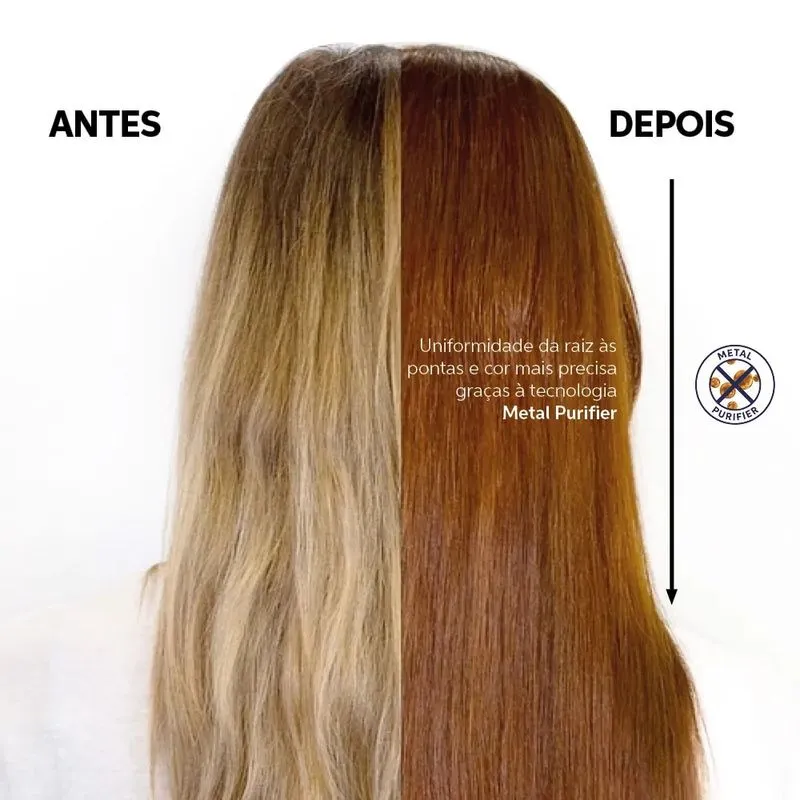 ANTES
DEPOIS
Uniformidade da raiz às
pontas e cor mais precisa
graças à tecnologia
Metal Purifier
METAL
PURIFIER